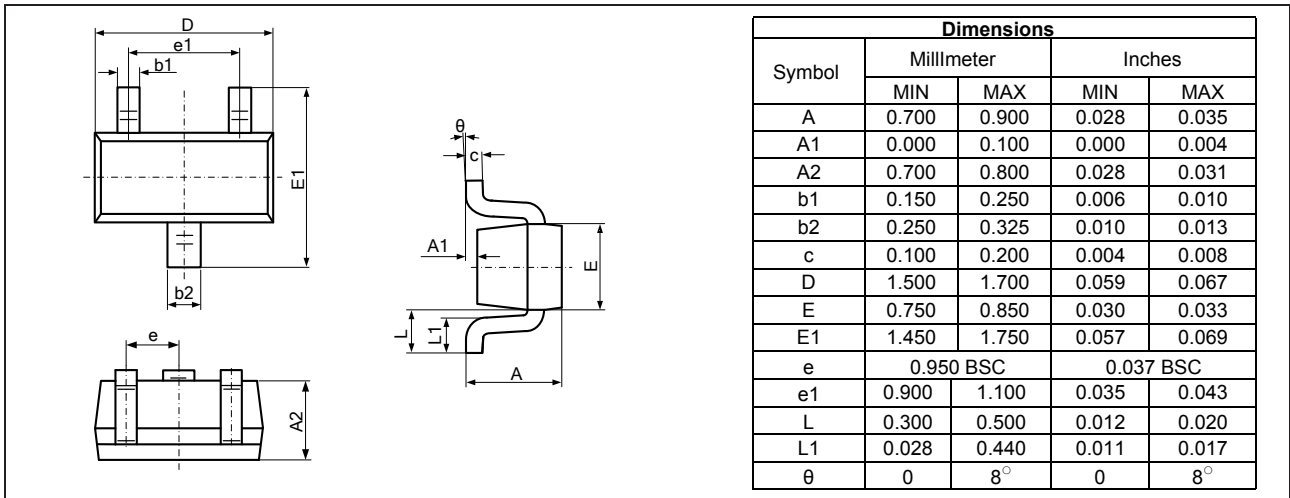 D
e1
b1
E1
b2
e
A2
θ
c
A1
E
L
L1
A
Dimensions
Symbol MillImeter Inches
MIN MAX MIN MAX
A 0.700 0.900 0.028 0.035
A1 0.000 0.100 0.000 0.004
A2 0.700 0.800 0.028 0.031
b1 0.150 0.250 0.006 0.010
b2 0.250 0.325 0.010 0.013
c 0.100 0.200 0.004 0.008
D 1.500 1.700 0.059 0.067
E 0.750 0.850 0.030 0.033
E1 1.450 1.750 0.057 0.069
e 0.950 BSC 0.037 BSC
e1 0.900 1.100 0.035 0.043
L 0.300 0.500 0.012 0.020
L1 0.028 0.440 0.011 0.017
θ 0 8° 0 8°